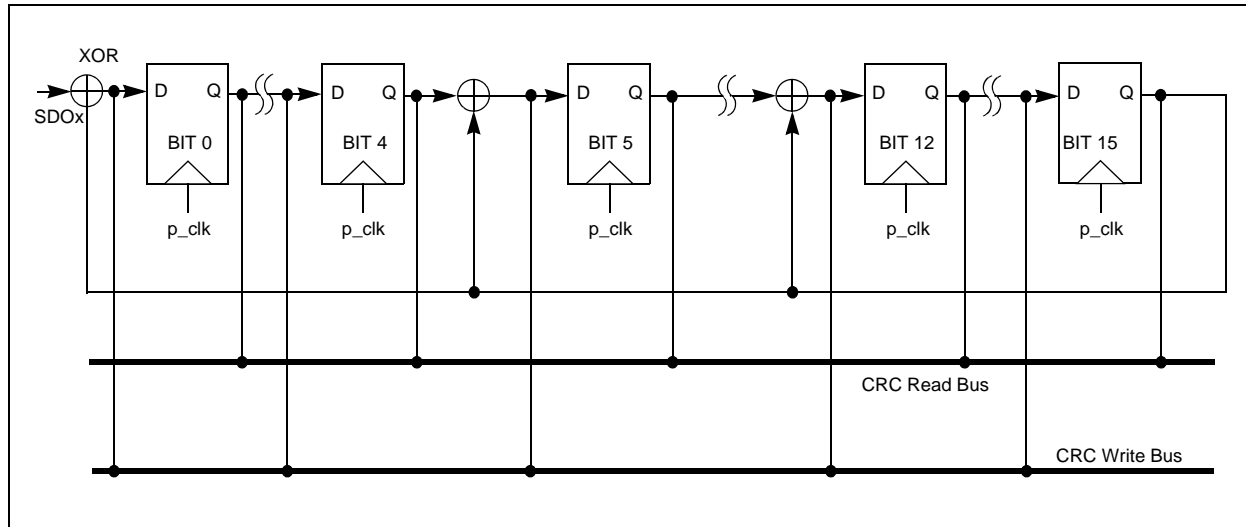 XOR
SDOx
D Q
BIT 0
p_clk
D Q
BIT 4
p_clk
D Q
BIT 5
p_clk
D Q
BIT 12
p_clk
D Q
BIT 15
p_clk
CRC Read Bus
CRC Write Bus